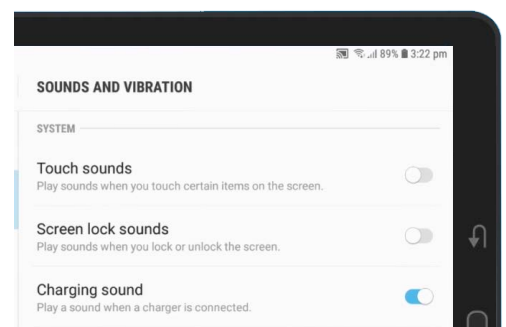 89% 3:22 pm
SOUNDS AND VIBRATION
SYSTEM
Touch sounds
Play sounds when you touch certain items on the screen.
Screen lock sounds
Play sounds when you lock or unlock the screen.
Charging sound
Play a sound when a charger is connected.